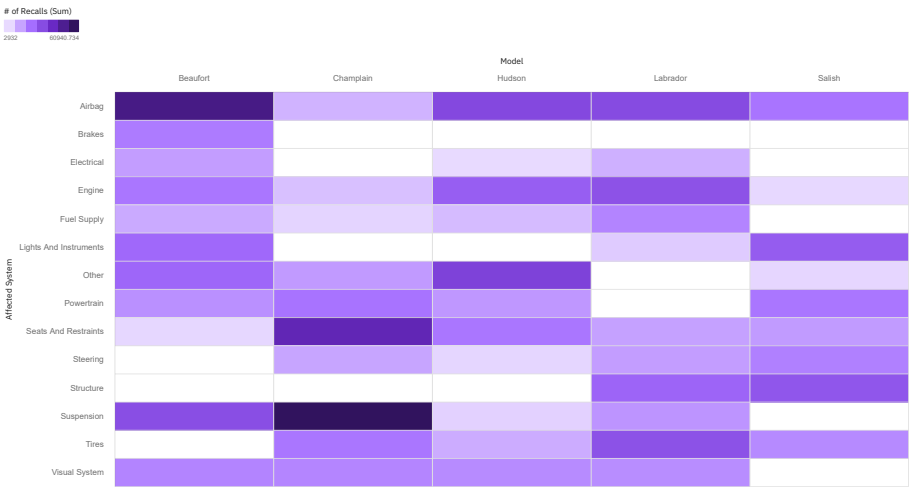 # of Recalls (Sum)
2932 60940.734
Model
Beaufort Champlain Hudson Labrador Salish
Affected System
Airbag
Brakes
Electrical
Engine
Fuel Supply
Lights And Instruments
Other
Powertrain
Seats And Restraints
Steering
Structure
Suspension
Tires
Visual System